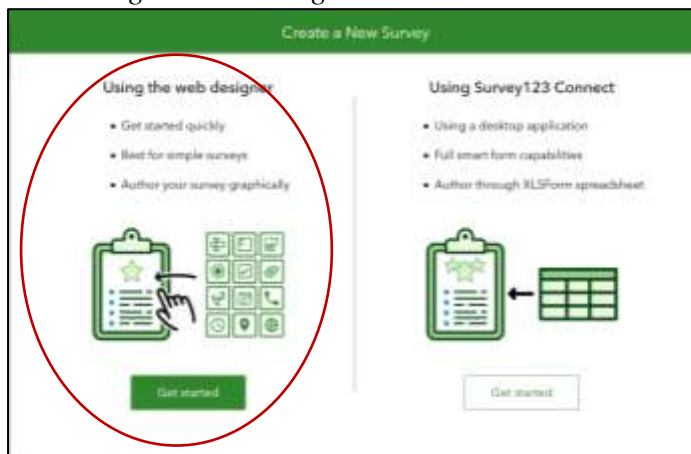 Create a New Survey
Using the web designer
• Get started quickly
• Best for simple surveys
• Author your survey graphically
Get started
Using Survey123 Connect
• Using a desktop application
• Full smart form capabilities
• Author through XLSForm spreadsheet
Get started